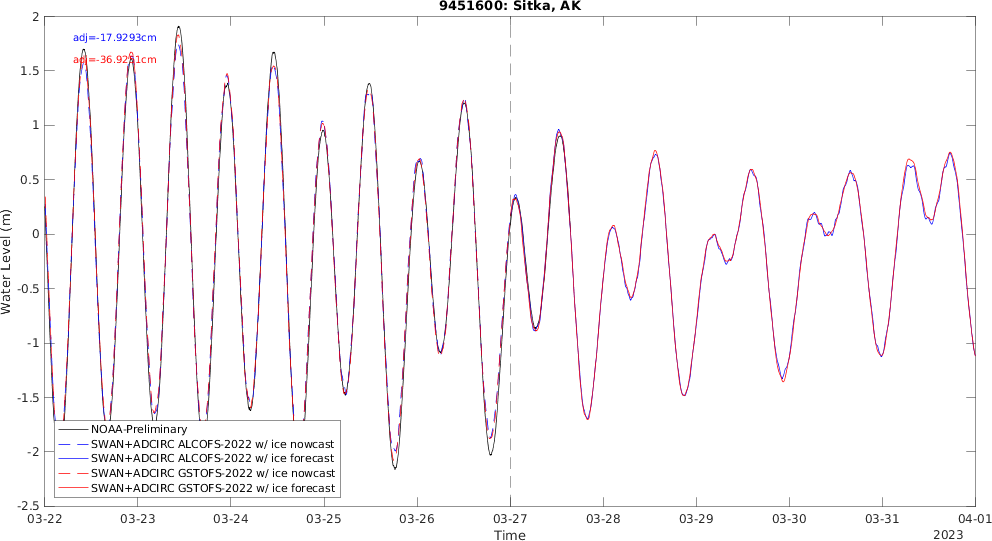 9451600: Sitka, AK
adj=-17.9293cm
adj=-36.9251cm
Water Level (m)
2
1.5
1
0.5
0
-0.5
-1
-1.5
-2
-2.5
NOAA-Preliminary
SWAN+ADCIRC ALCOFS-2022 w/ ice nowcast
SWAN+ADCIRC ALCOFS-2022 w/ ice forecast
SWAN+ADCIRC GSTOFS-2022 w/ ice nowcast
SWAN+ADCIRC GSTOFS-2022 w/ ice forecast
03-22 03-23 03-24 03-25 03-26 03-27 03-28 03-29 03-30 03-31 04-01
Time
2023